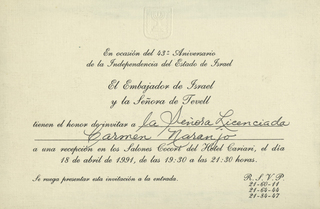 En ocasión del 43º Aniversario
de la Independencia del Estado de Israel
El Embajador de Israel
y la Señora de Tevell
tienen el honor de invitar a la Señora Licenciada
Carmen Naranjo
a una recepción en los Salones Cocorí del Hotel Cariari, el día
18 de abril de 1991, de las 19:30 a las 21:30 horas.
Se ruega presentar esta invitación a la entrada.
R.S.V.P
21-60-11
21-64-44
21-84-47